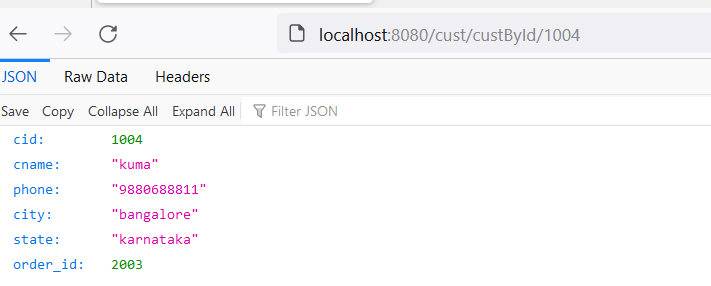 localhost:8080/cust/custById/1004
JSON Raw Data Headers
Save Copy Collapse All Expand All Filter JSON
cid: 1004
cname: "kuma"
phone: "9880688811"
city: "bangalore"
state: "karnataka"
order_id: 2003